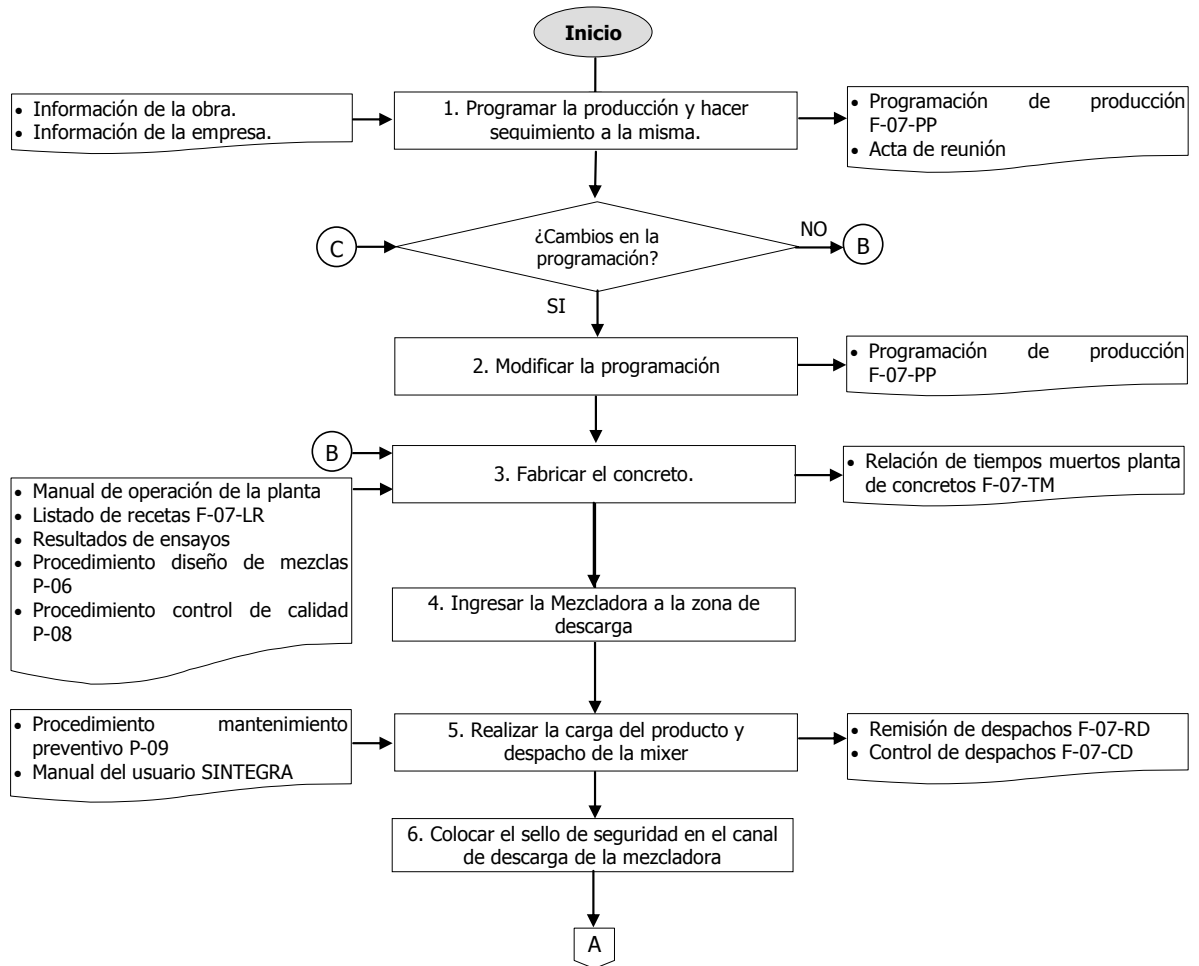 Inicio
• Información de la obra.
• Información de la empresa.
1. Programar la producción y hacer
seguimiento a la misma.
• Programación de producción
F-07-PP
• Acta de reunión
C
¿Cambios en la
programación?
NO
B
SI
2. Modificar la programación
• Programación de producción
F-07-PP
B
3. Fabricar el concreto.
• Relación de tiempos muertos planta
de concretos F-07-TM
• Manual de operación de la planta
• Listado de recetas F-07-LR
• Resultados de ensayos
• Procedimiento diseño de mezclas
P-06
• Procedimiento control de calidad
P-08
4. Ingresar la Mezcladora a la zona de
descarga
• Procedimiento mantenimiento
preventivo P-09
• Manual del usuario SINTEGRA
5. Realizar la carga del producto y
despacho de la mixer
• Remisión de despachos F-07-RD
• Control de despachos F-07-CD
6. Colocar el sello de seguridad en el canal
de descarga de la mezcladora
A